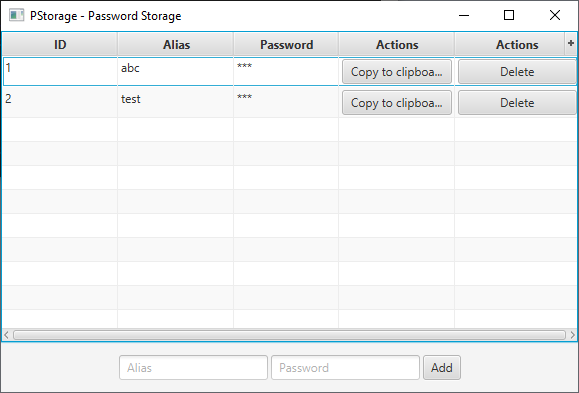 PStorage - Password Storage
ID Alias Password Actions Actions +
1 abc *** Copy to clipboa... Delete
2 test *** Copy to clipboa... Delete
Alias Password Add